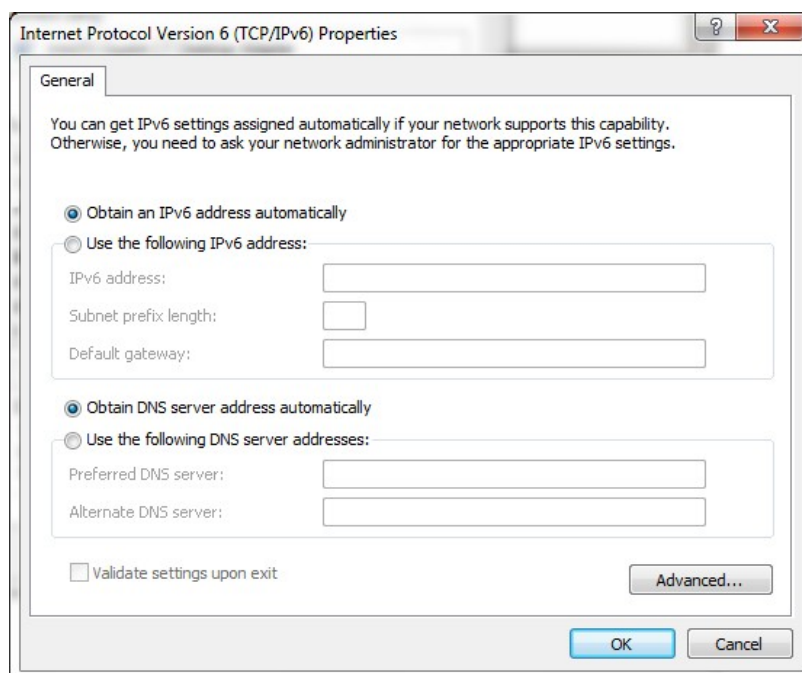 Internet Protocol Version 6 (TCP/IPv6) Properties
General
You can get IPv6 settings assigned automatically if your network supports this capability.
Otherwise, you need to ask your network administrator for the appropriate IPv6 settings.
Obtain an IPv6 address automatically
Use the following IPv6 address:
IPv6 address:
Subnet prefix length:
Default gateway:
Obtain DNS server address automatically
Use the following DNS server addresses:
Preferred DNS server:
Alternate DNS server:
Validate settings upon exit
Advanced...
OK Cancel